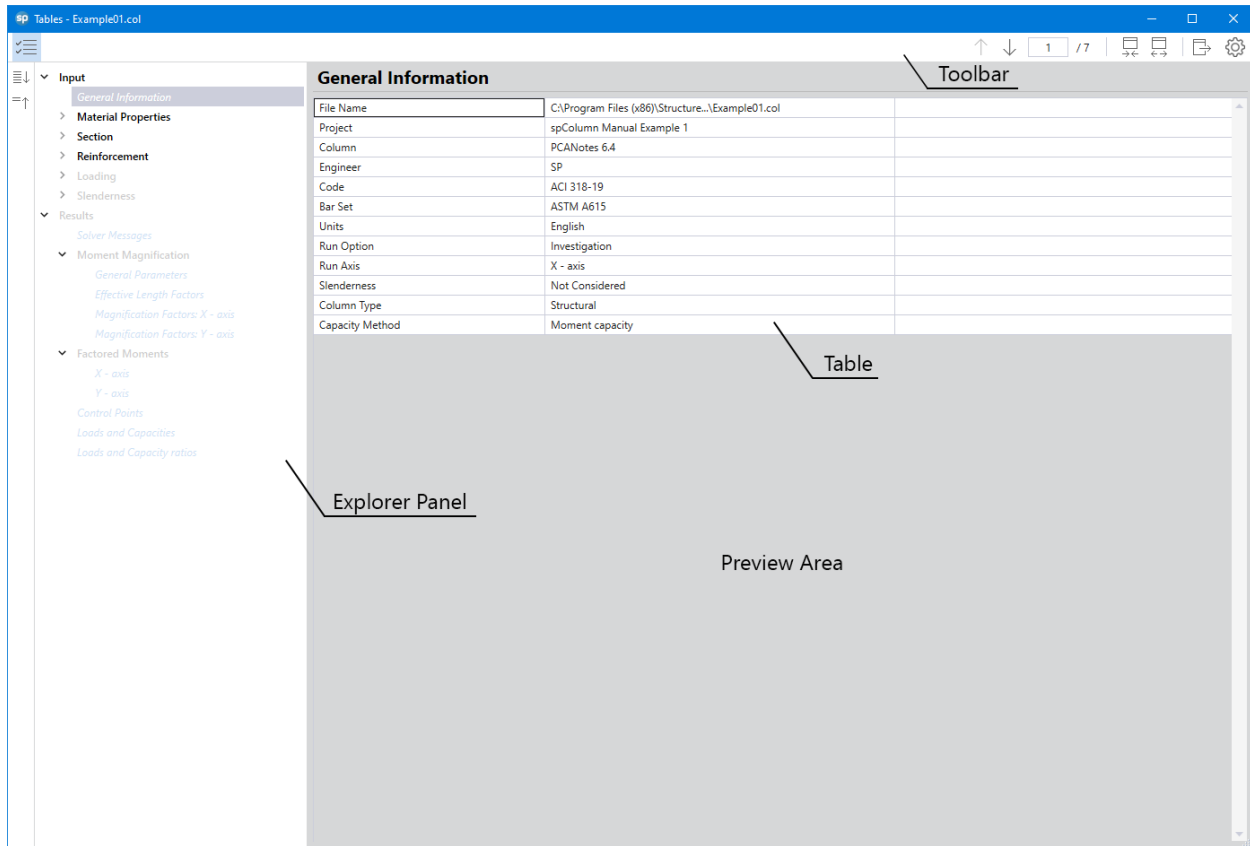 sp Tables - Example01.col
1 / 7
Toolbar
Input
General Information
Material Properties
Section
Reinforcement
Loading
Slenderness
Results
Solver Messages
Moment Magnification
General Parameters
Effective Length Factors
Magnification Factors: X - axis
Magnification Factors: Y - axis
Factored Moments
X - axis
Y - axis
Control Points
Loads and Capacities
Loads and Capacity ratios
Explorer Panel
General Information
File Name C:\Program Files (x86)\Structure...\Example01.col
Project spColumn Manual Example 1
Column PCANotes 6.4
Engineer SP
Code ACI 318-19
Bar Set ASTM A615
Units English
Run Option Investigation
Run Axis X - axis
Slenderness Not Considered
Column Type Structural
Capacity Method Moment capacity
Table
Preview Area